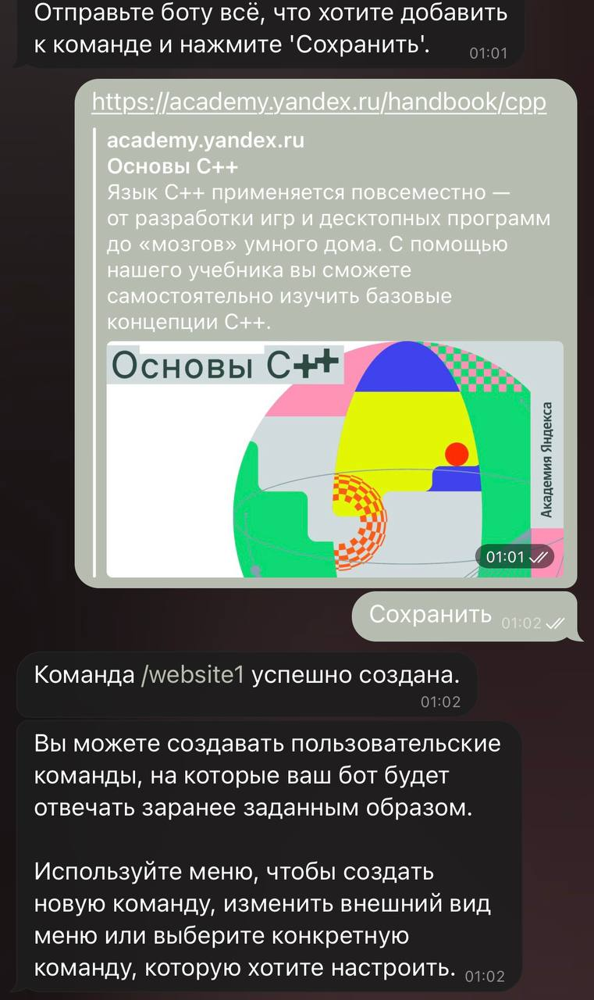 Отправьте боту всё, что хотите добавить
к команде и нажмите 'Сохранить'.
01:01
https://academy.yandex.ru/handbook/cpp
academy.yandex.ru
Основы C++
Язык C++ применяется повсеместно —
от разработки игр и десктопных программ
до «мозгов» умного дома. С помощью
нашего учебника вы сможете
самостоятельно изучить базовые
концепции C++.
Основы C++
Академия Яндекса
01:01
Сохранить 01:02
Команда /website1 успешно создана.
01:02
Вы можете создавать пользовательские
команды, на которые ваш бот будет
отвечать заранее заданным образом.
Используйте меню, чтобы создать
новую команду, изменить внешний вид
меню или выберите конкретную
команду, которую хотите настроить. 01:02